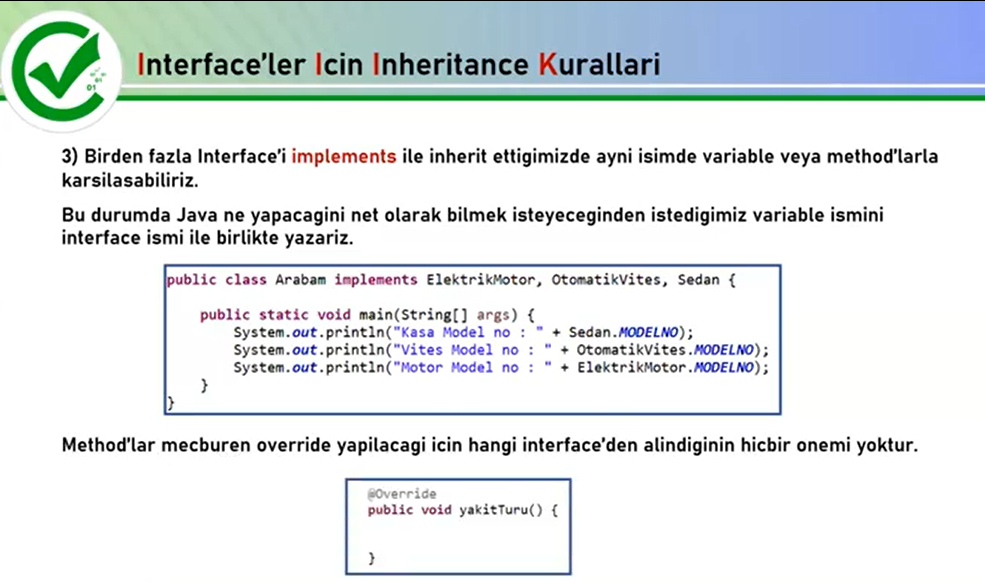 Interface'ler Icin Inheritance Kurallari
3) Birden fazla Interface'i implements ile inherit ettigimizde ayni isimde variable veya method'larla
karsilasabiliriz.
Bu durumda Java ne yapacagini net olarak bilmek isteyeceginden istedigimiz variable ismini
interface ismi ile birlikte yazariz.
public class Arabam implements ElektrikMotor, OtomatikVites, Sedan {
public static void main(String[] args) {
System.out.println("Kasa Model no : " + Sedan.MODELNO);
System.out.println("Vites Model no : " + OtomatikVites.MODELNO);
System.out.println("Motor Model no : " + ElektrikMotor.MODELNO);
}
}
Method'lar mecburen override yapilacagi icin hangi interface'den alindiginin hicbir onemi yoktur.
@Override
public void yakitTuru() {
}